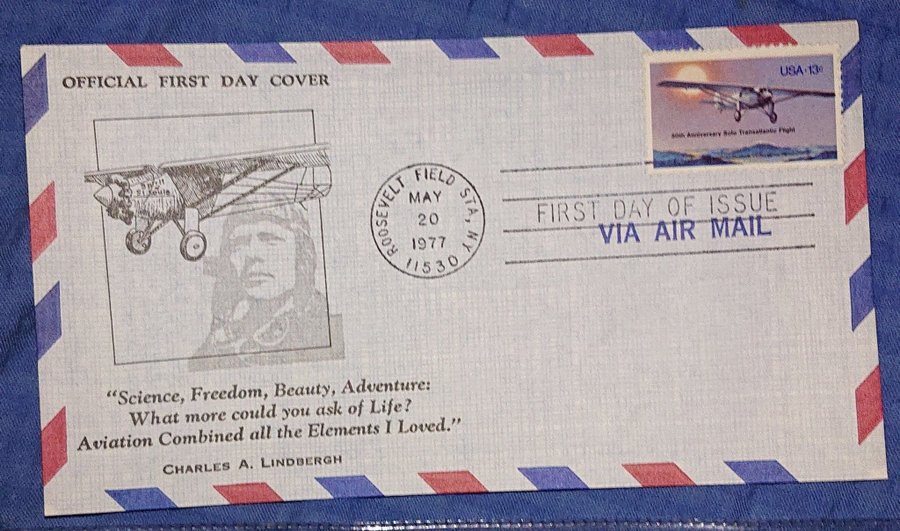 OFFICIAL FIRST DAY COVER
USA·13c
50th Anniversary Solo Transatlantic Flight
ROOSEVELT FIELD STA, NY
MAY
20
1977
11530
FIRST DAY OF ISSUE
VIA AIR MAIL
"Science, Freedom, Beauty, Adventure:
What more could you ask of Life?
Aviation Combined all the Elements I Loved."
CHARLES A. LINDBERGH